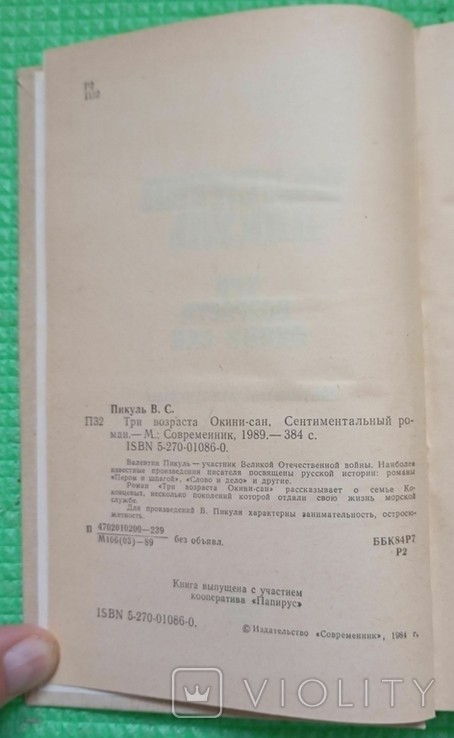 Р2
П32
Пикуль В. С.
П32 Три возраста Окини-сан. Сентиментальный ро-
ман.— М.: Современник, 1989.— 384 с.
ISBN 5-270-01086-0.
Валентин Пикуль — участник Великой Отечественной войны. Наиболее
известные произведения писателя посвящены русской истории: романы
«Пером и шпагой», «Слово и дело» и другие.
Роман «Три возраста Окини-сан» рассказывает о семье Ко-
ковцевых, несколько поколений которой отдали свою жизнь морской
службе.
Для произведений В. Пикуля характерны занимательность, остросю-
жетность.
П 4702010200—239
М106(03)—89 без объявл.
ББК84Р7
Р2
Книга выпущена с участием
кооператива «Папирус»
ISBN 5-270-01086-0.
© Издательство «Современник», 1984 г.
VIOLITY